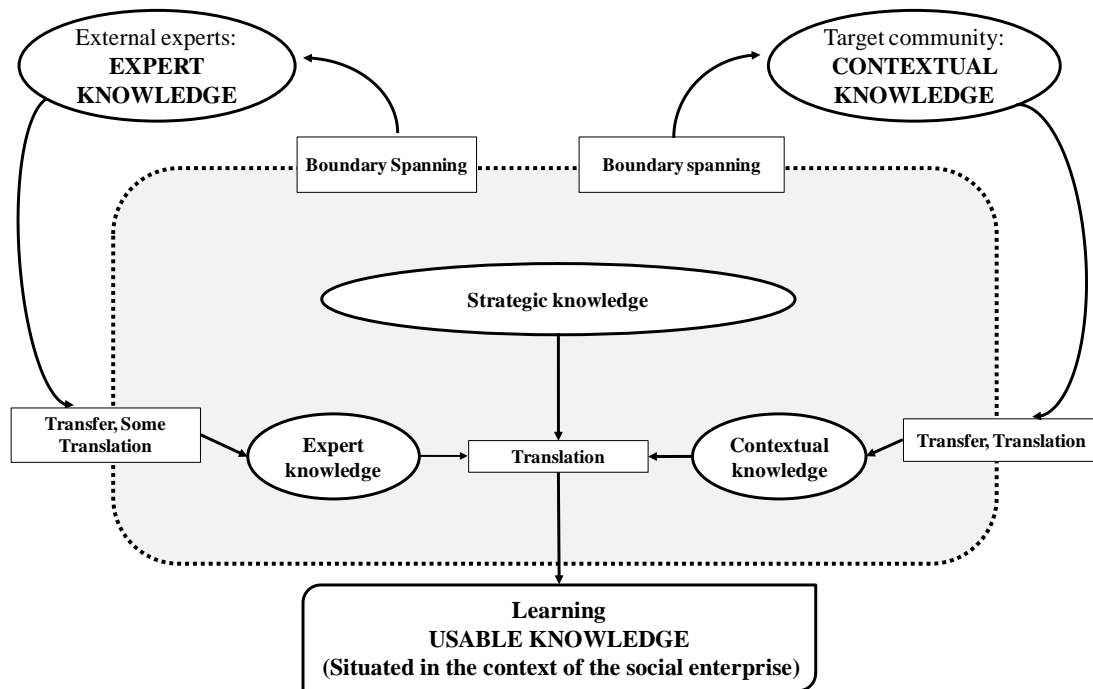 External experts:
EXPERT
KNOWLEDGE
Target community:
CONTEXTUAL
KNOWLEDGE
Boundary Spanning
Boundary spanning
Strategic knowledge
Transfer, Some
Translation
Expert
knowledge
Translation
Contextual
knowledge
Transfer, Translation
Learning
USABLE KNOWLEDGE
(Situated in the context of the social enterprise)